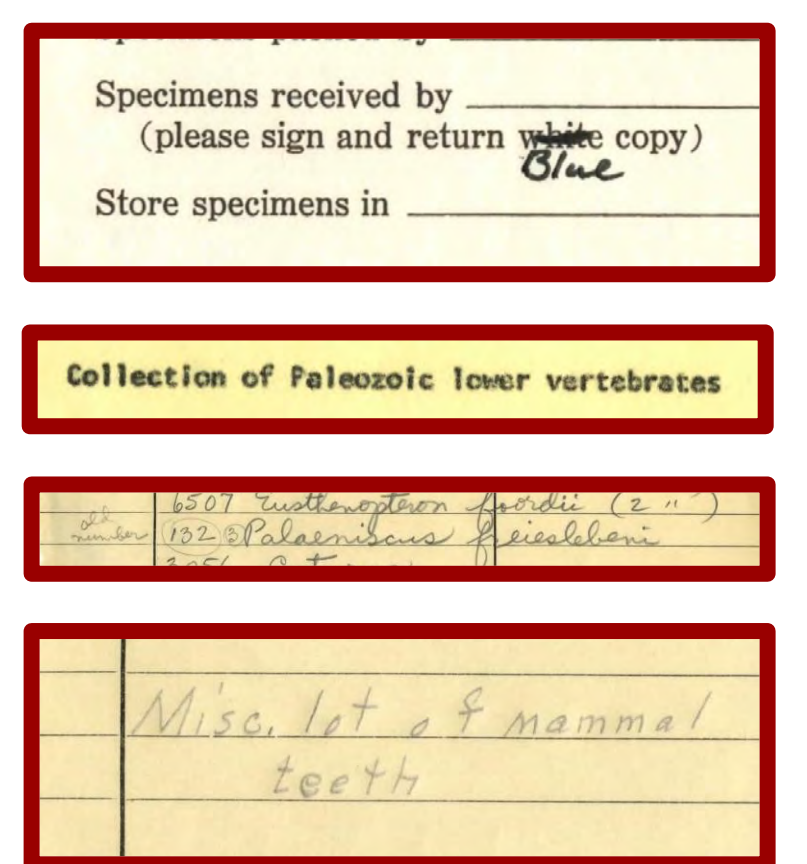 Specimens received by
(please sign and return white copy)
Blue
Store specimens in
Collection of Paleozoic lower vertebrates
6507 Eusthenopteron foordii (2 ")
old number 132 3 Palaeniscus freieslebeni
Misc. lot of mammal
teeth